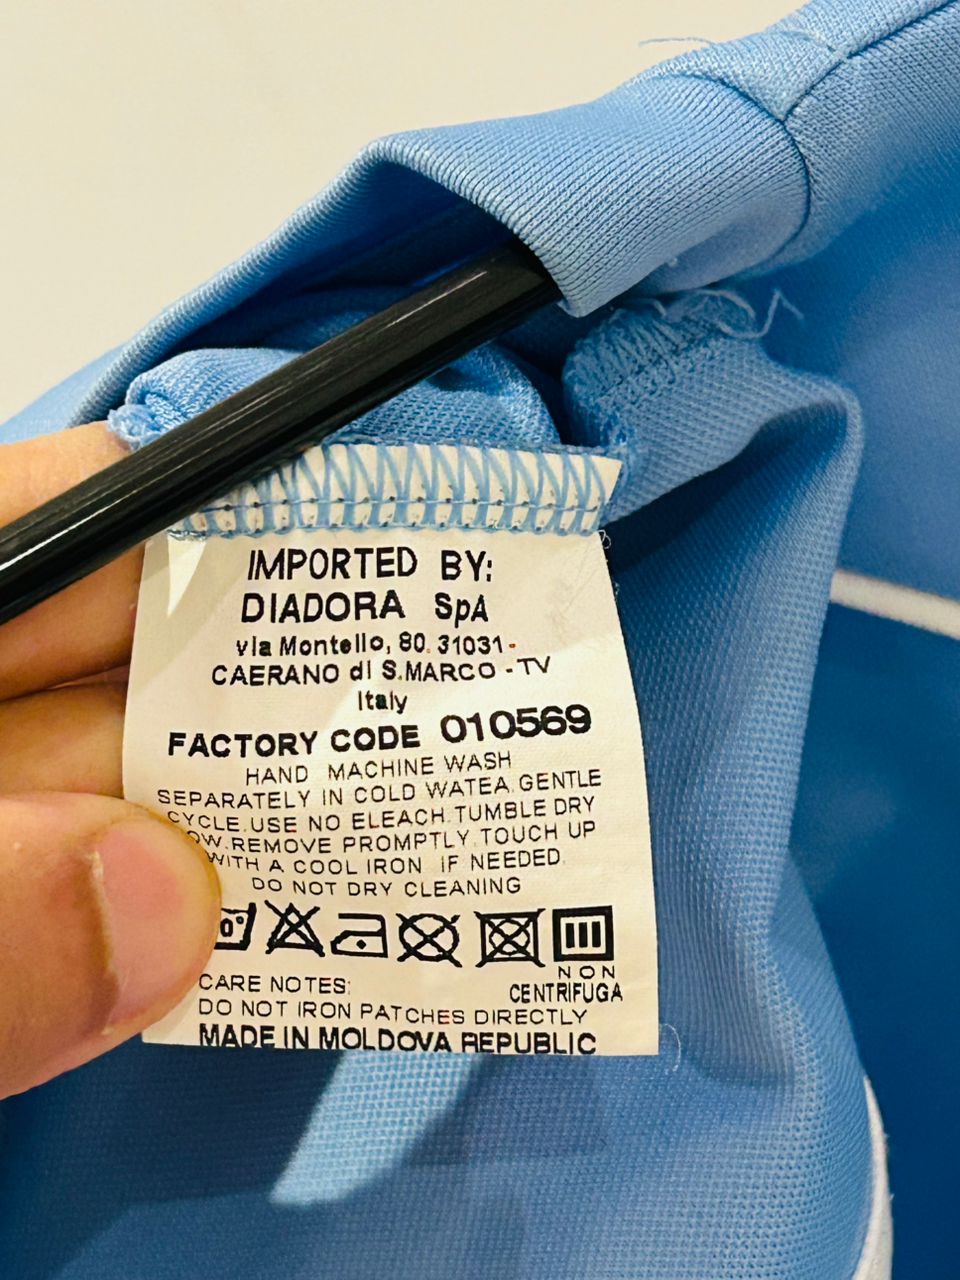 IMPORTED BY:
DIADORA SpA
via Montello, 80. 31031-
CAERANO di S.MARCO - TV
Italy
FACTORY CODE 010569
HAND MACHINE WASH
SEPARATELY IN COLD WATEA.GENTLE
CYCLE.USE NO ELEACH.TUMBLE DRY
OW.REMOVE PROMPTLY.TOUCH UP
WITH A COOL IRON IF NEEDED.
DO NOT DRY CLEANING
0°
NON
CENTRIFUGA
CARE NOTES:
DO NOT IRON PATCHES DIRECTLY
MADE IN MOLDOVA REPUBLIC